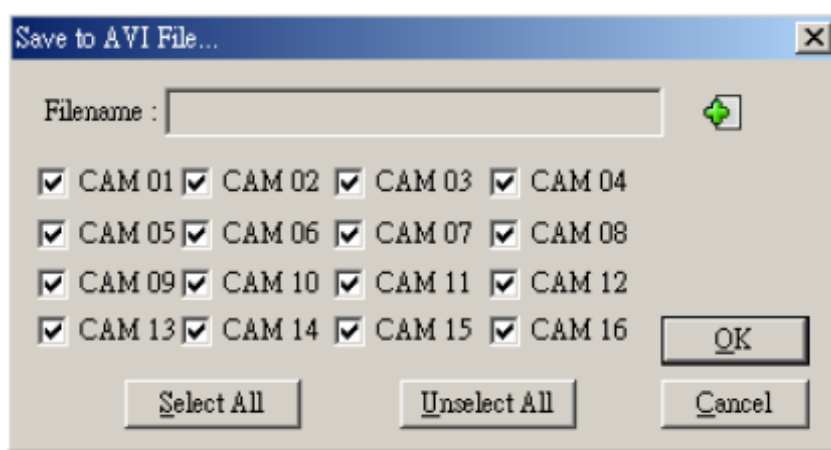 Save to AVI File...
Filename :
CAM 01 CAM 02 CAM 03 CAM 04
CAM 05 CAM 06 CAM 07 CAM 08
CAM 09 CAM 10 CAM 11 CAM 12
CAM 13 CAM 14 CAM 15 CAM 16
OK
Select All Unselect All Cancel